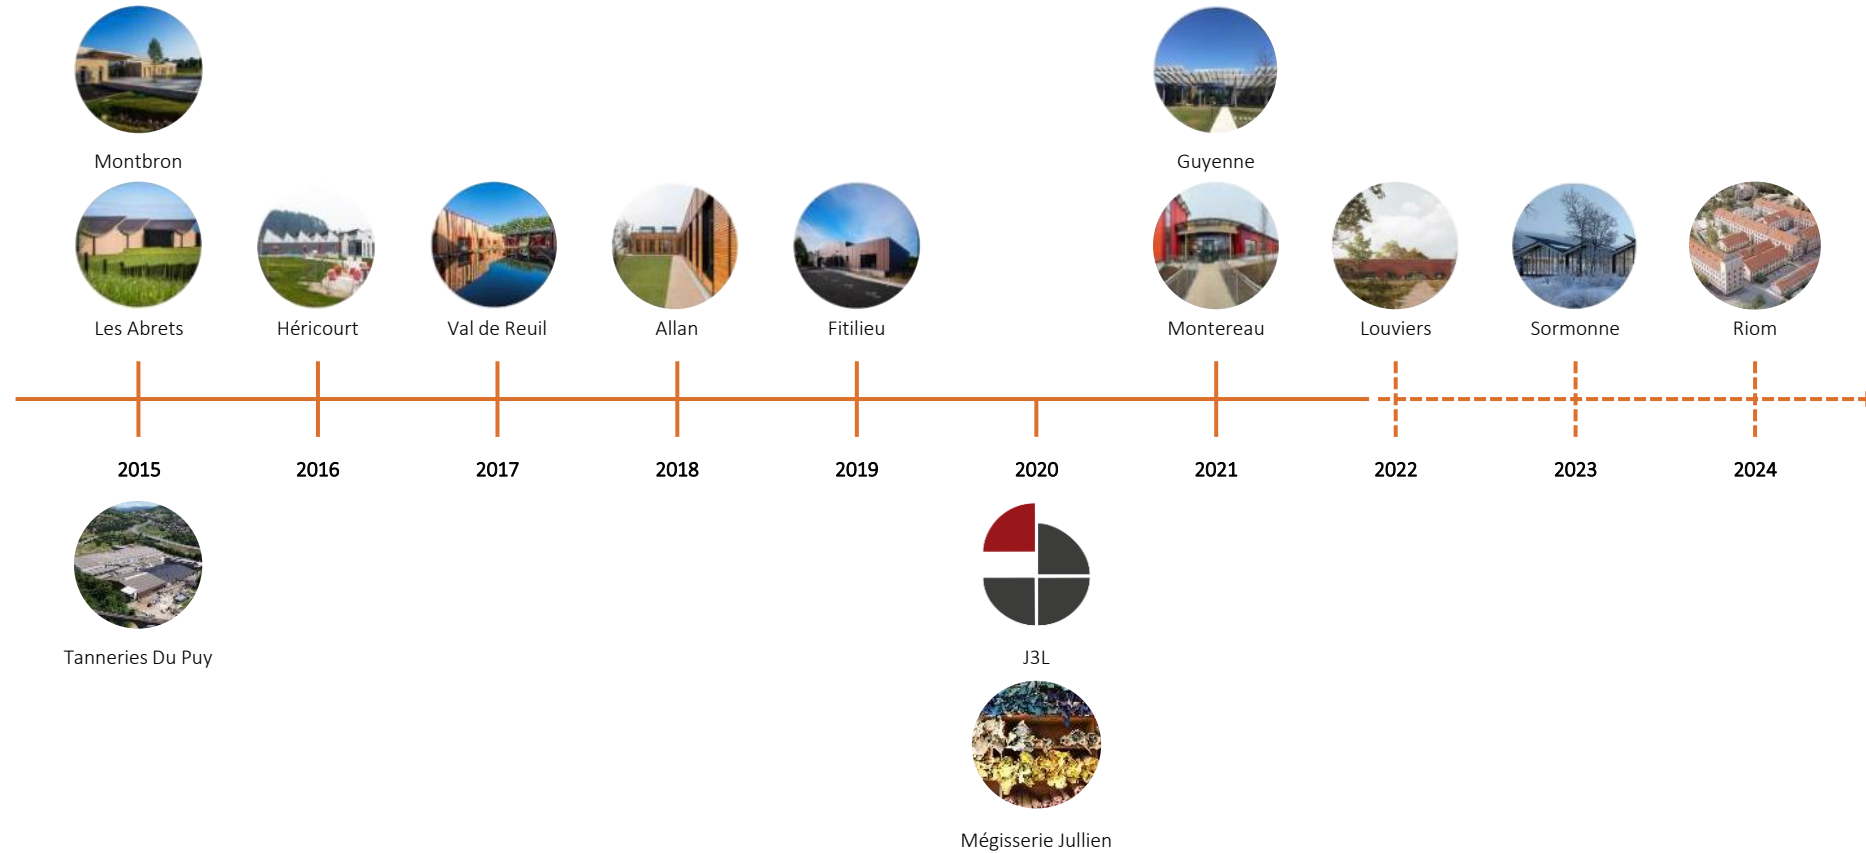 Montbron
Guyenne
Les Abrets
Héricourt
Val de Reuil
Allan
Fitilieu
Montereau
Louviers
Sormonne
Riom
2015
2016
2017
2018
2019
2020
2021
2022
2023
2024
Tanneries Du Puy
J3L
Mégisserie Jullien